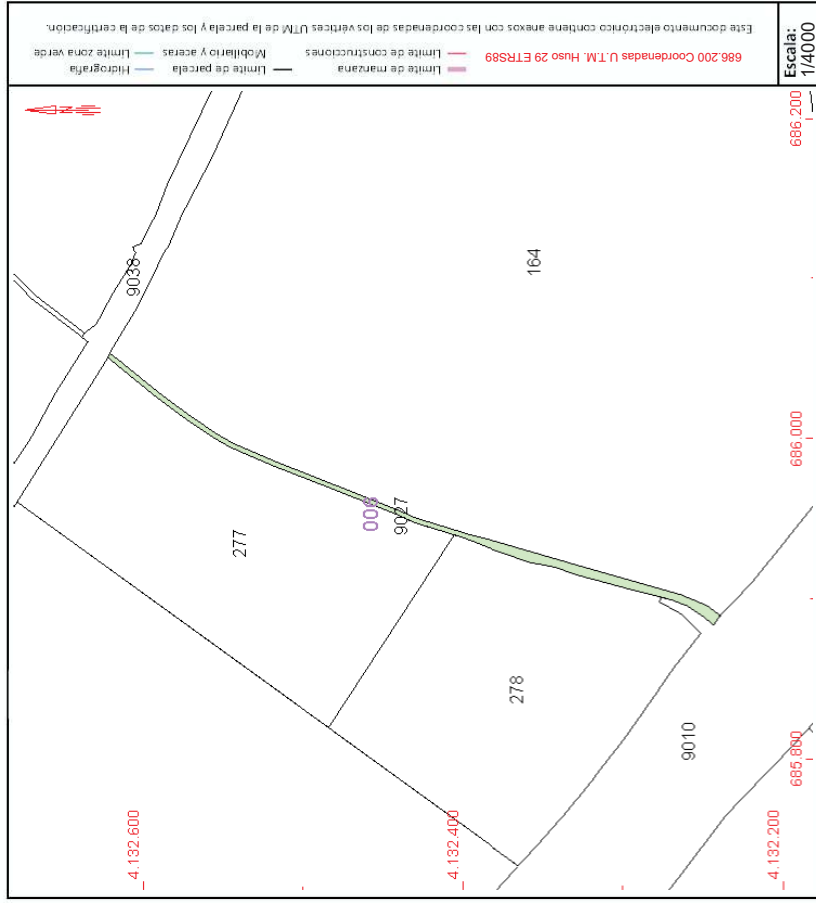 Este documento electrónico contiene anexos con las coordenadas de los vértices UTM de la parcela y los datos de la certificación.
686.200 Coordenadas U.T.M. Huso 29 ETRS89
Límite de manzana
Límite de construcciones
Límite de parcela
Mobiliario y aceras
Hidrografía
Límite zona verde
Escala:
1/4000
686.200
9038
164
686.000
277
006
9027
278
685.800
9010
4.132.600
4.132.400
4.132.200